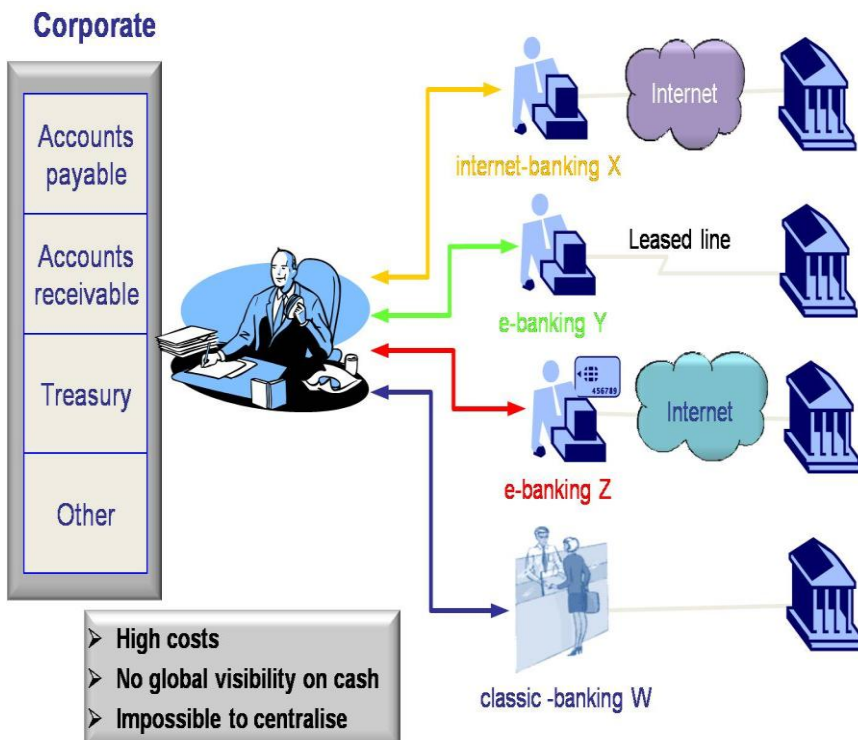 Corporate
Accounts
payable
Accounts
receivable
Treasury
Other
internet-banking X
Internet
e-banking Y
Leased line
456789
e-banking Z
Internet
classic -banking W
➢ High costs
➢ No global visibility on cash
➢ Impossible to centralise